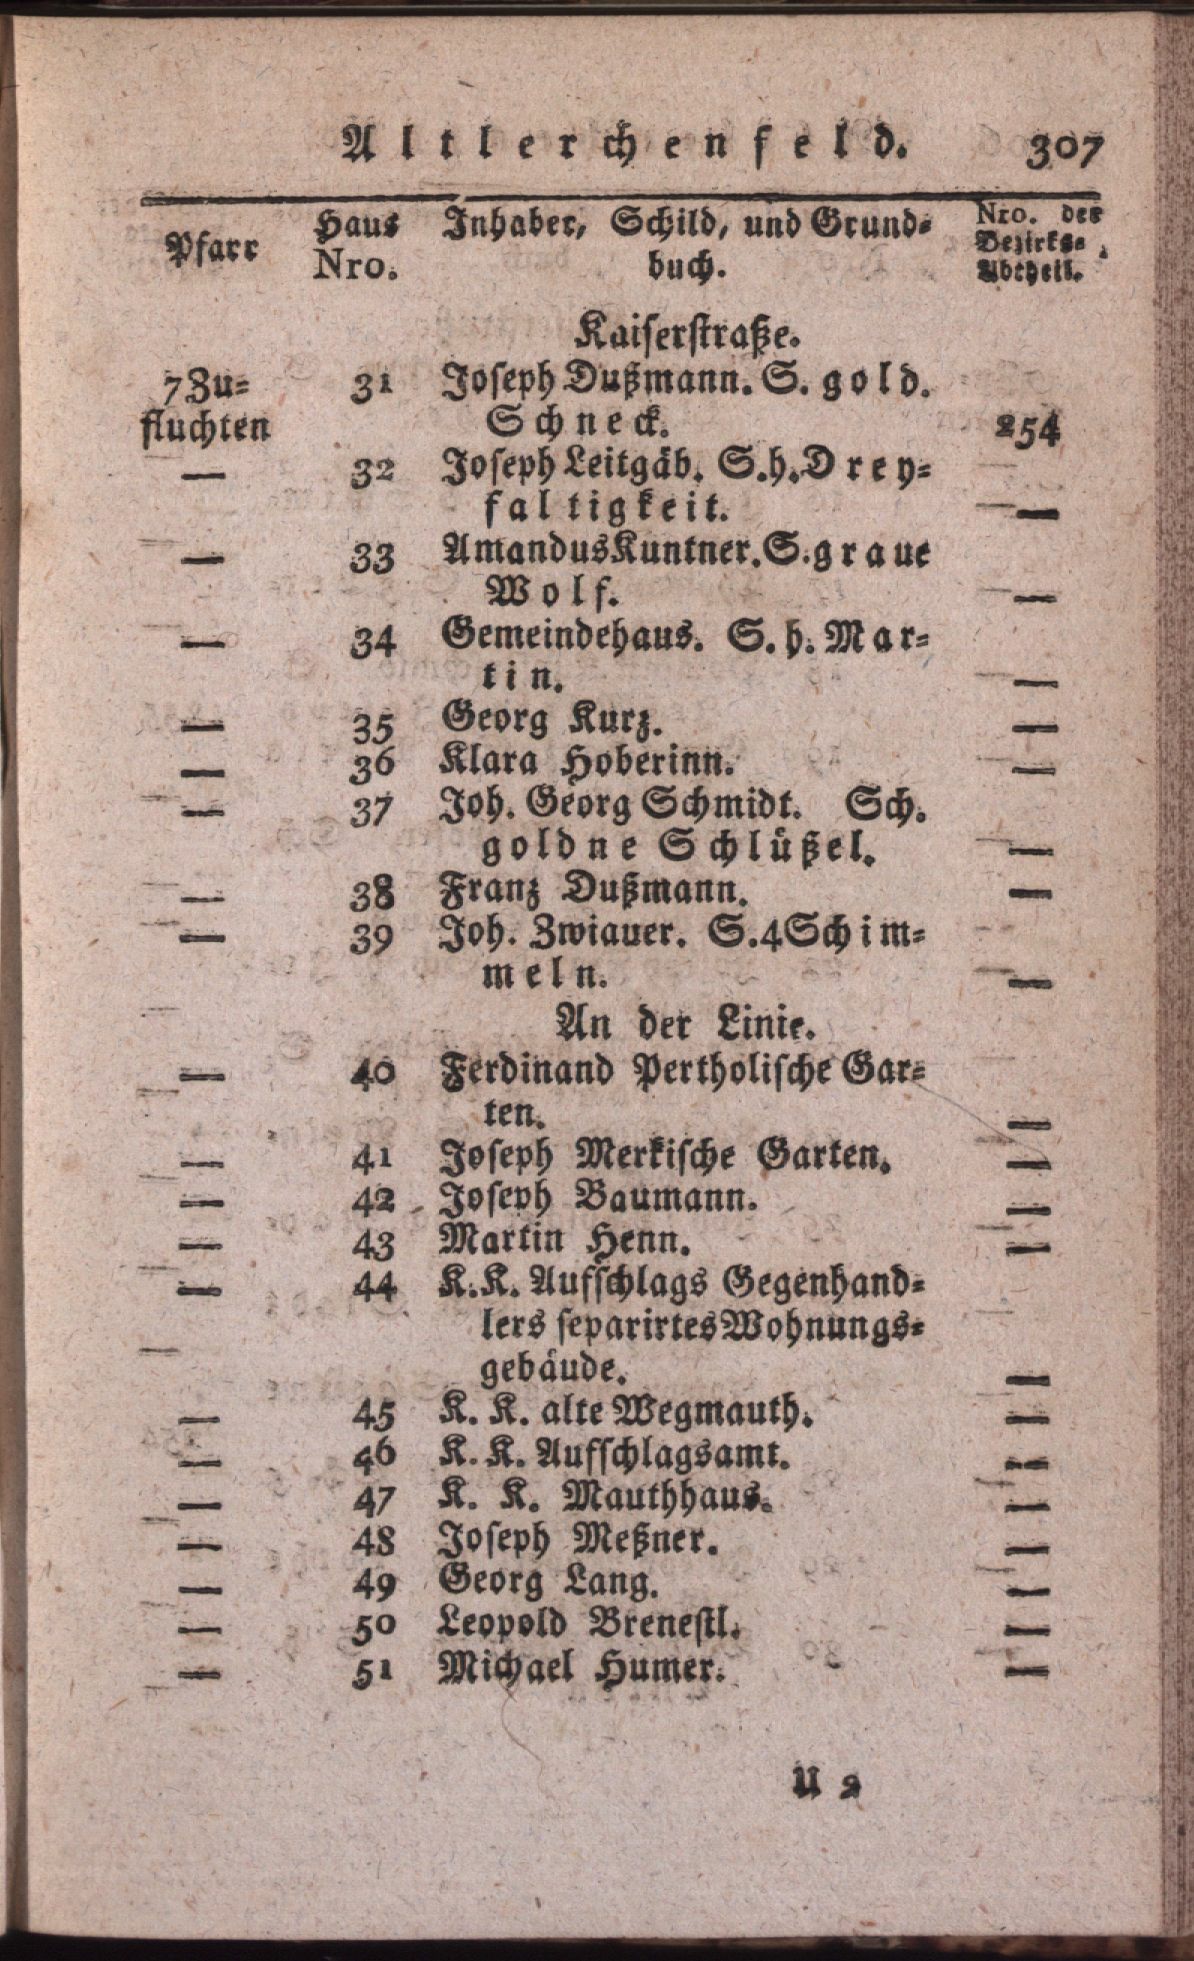 Altlerchenfeld. 307
Pfarr Haus Nro. Inhaber, Schild, und Grund= buch. Nro. der Bezirks= Abtheil.
Kaiserstraße.
7 Zu= 31 Joseph Dußmann. S. gold.
fluchten Schneck. 254
— 32 Joseph Leitgäb. S. h. Drey=
faltigkeit. —
— 33 Amandus Kuntner. S. graue
Wolf. —
— 34 Gemeindehaus. S. h. Mar=
tin. —
— 35 Georg Kurz. —
— 36 Klara Hoberinn. —
— 37 Joh. Georg Schmidt. Sch.
goldne Schlüßel. —
— 38 Franz Dußmann. —
— 39 Joh. Zwiauer. S. 4 Schim=
meln. —
An der Linie.
— 40 Ferdinand Pertholische Gar=
ten. —
— 41 Joseph Merkische Garten. —
— 42 Joseph Baumann. —
— 43 Martin Henn. —
— 44 K. K. Aufschlags Gegenhand=
lers separirtes Wohnungs=
gebäude. —
— 45 K. K. alte Wegmauth. —
— 46 K. K. Aufschlagsamt. —
— 47 K. K. Mauthhaus. —
— 48 Joseph Meßner. —
— 49 Georg Lang. —
— 50 Leopold Brenestl. —
— 51 Michael Humer. —
U 2